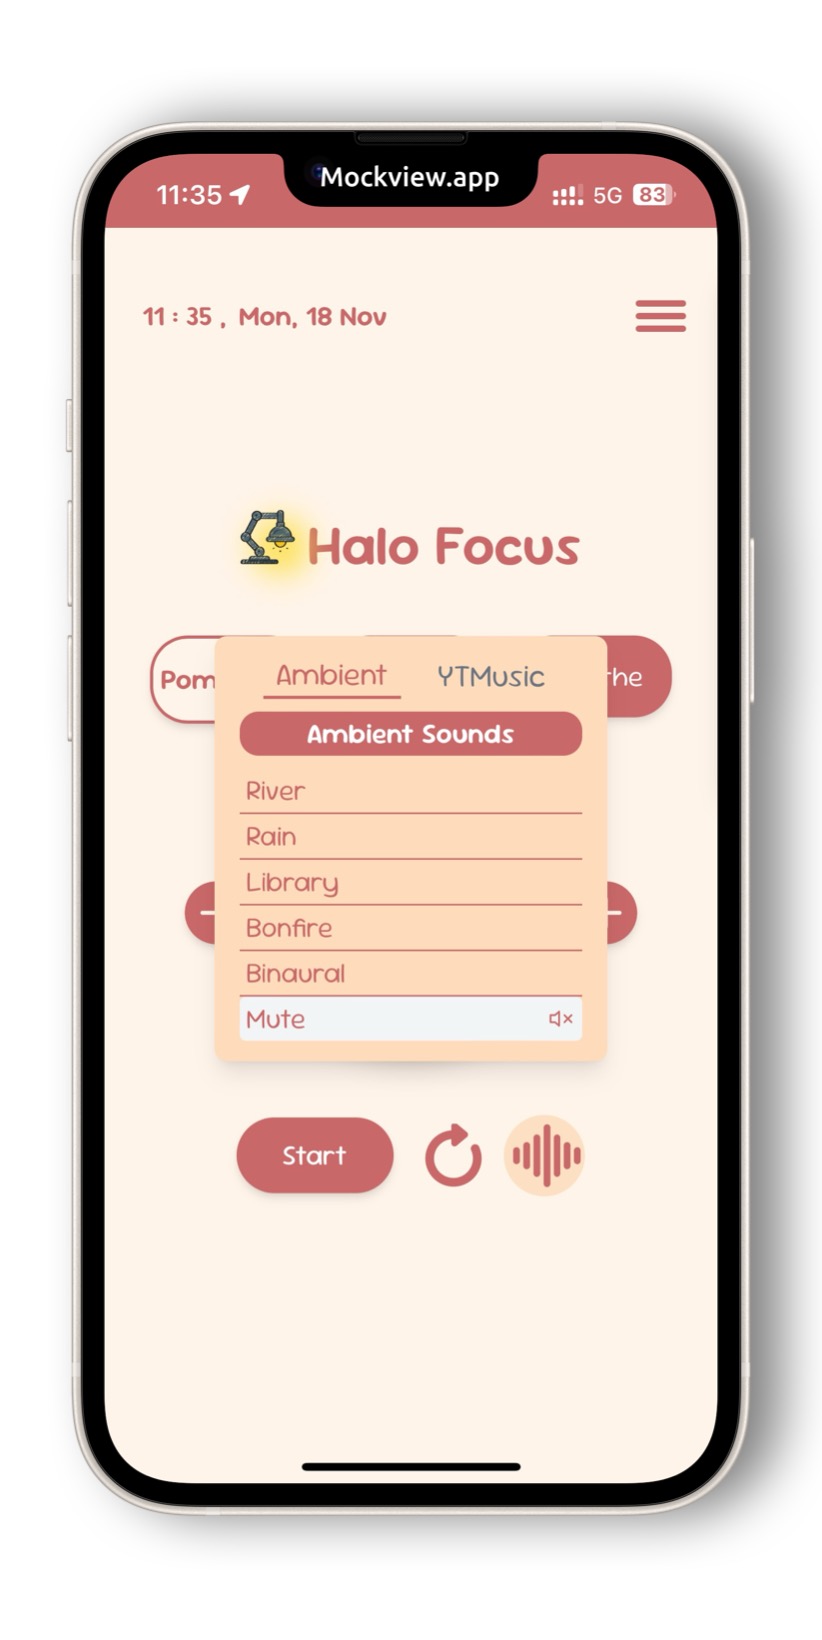 Mockview.app
11:35 5G 83
11 : 35 , Mon, 18 Nov
Halo Focus
Pom the
Ambient YTMusic
Ambient Sounds
River
Rain
Library
Bonfire
Binaural
Mute
Start